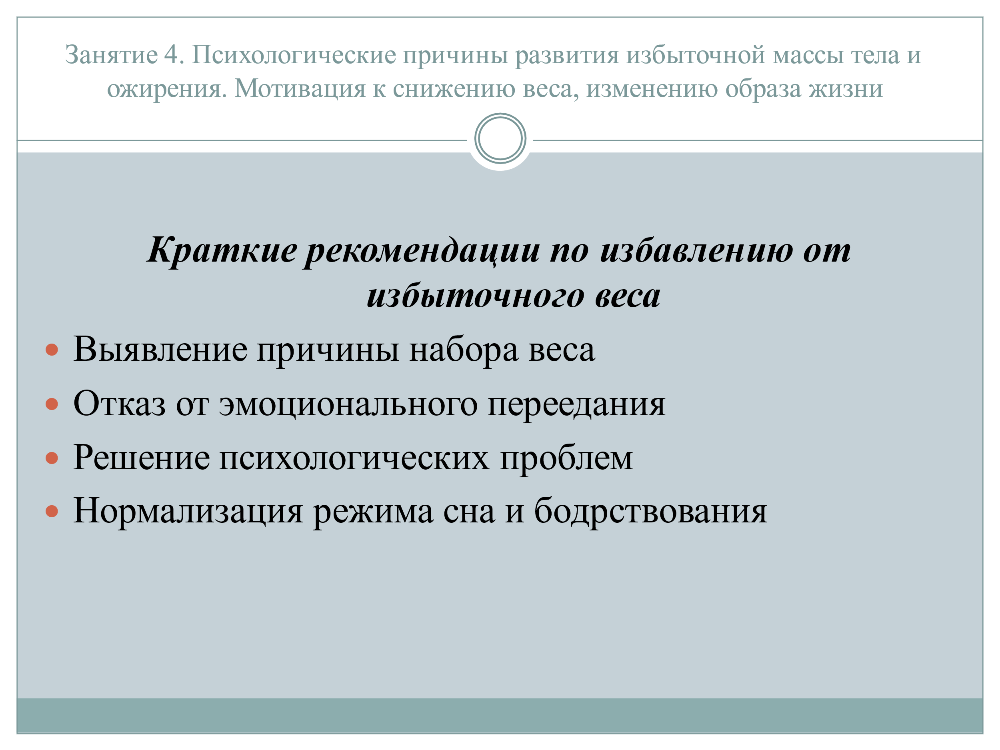 Занятие 4. Психологические причины развития избыточной массы тела и
ожирения. Мотивация к снижению веса, изменению образа жизни
Краткие рекомендации по избавлению от
избыточного веса
• Выявление причины набора веса
• Отказ от эмоционального переедания
• Решение психологических проблем
• Нормализация режима сна и бодрствования